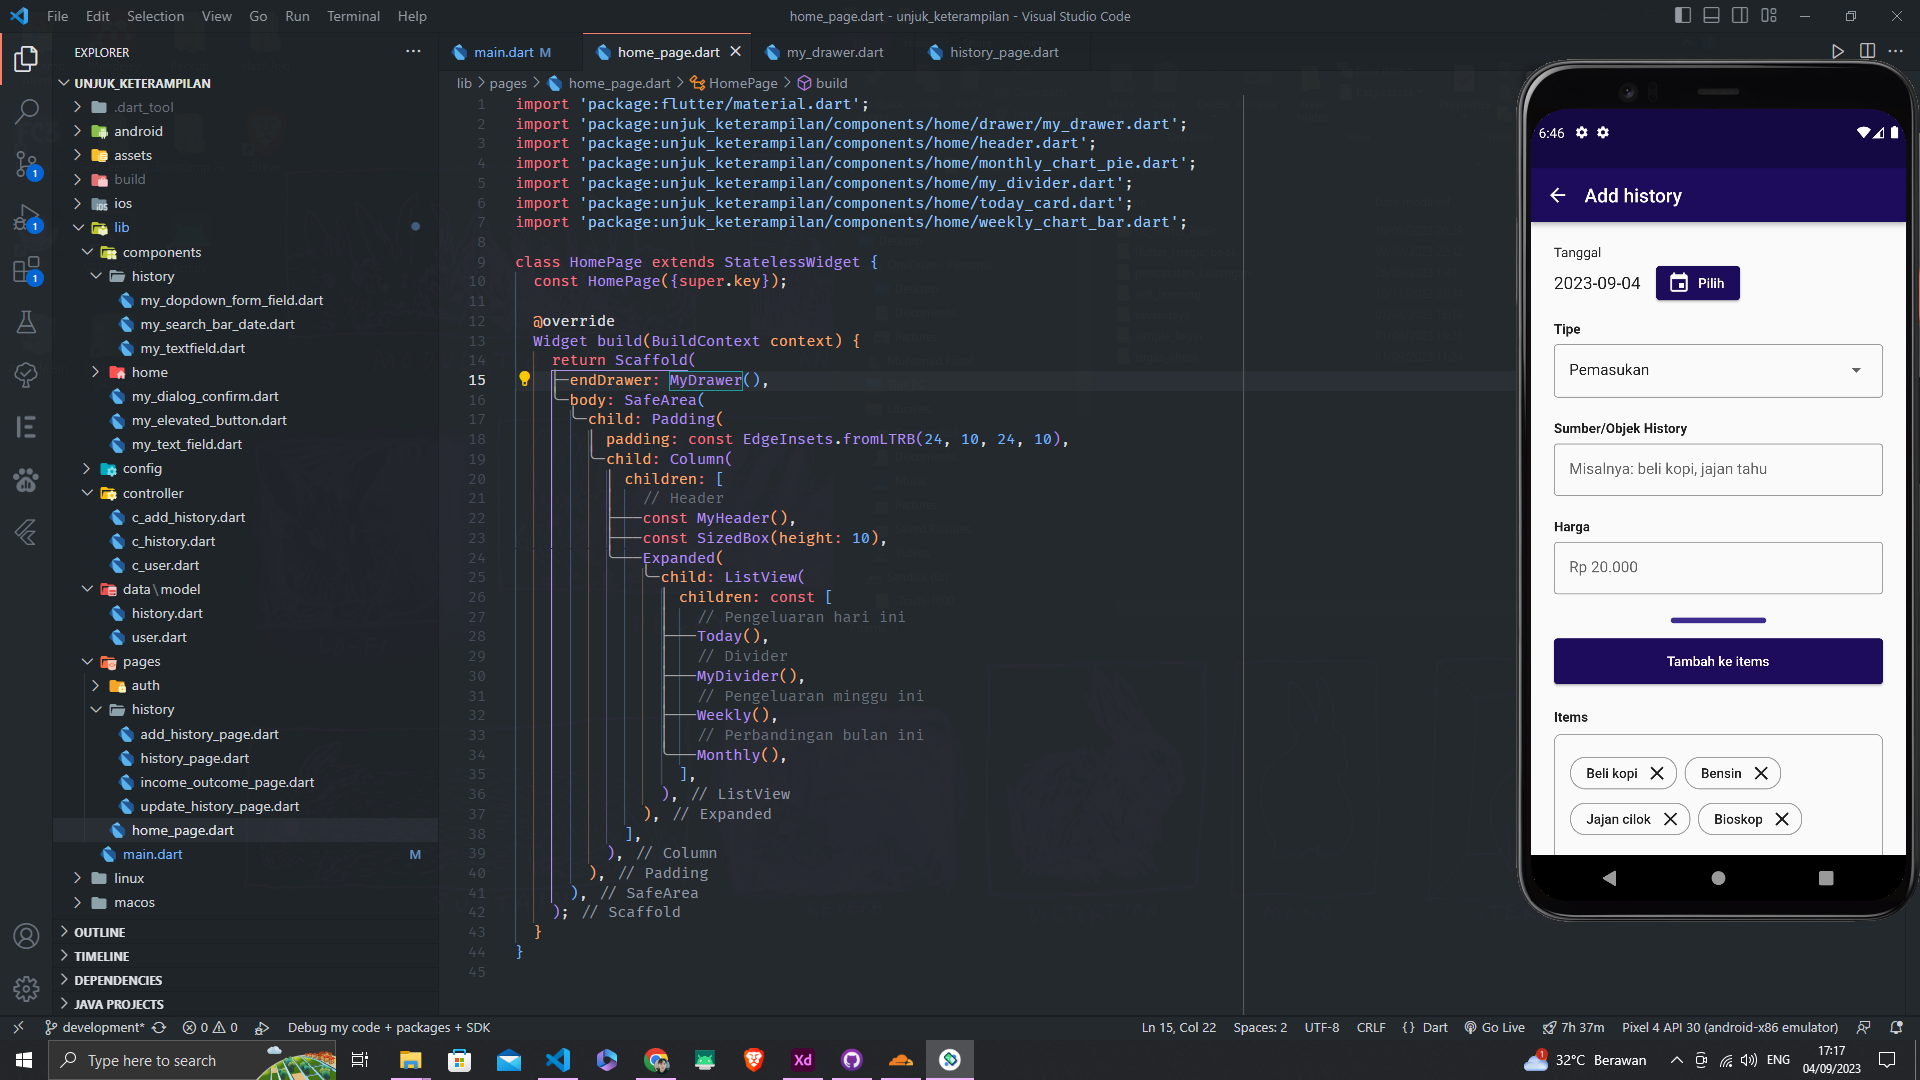 File Edit Selection View Go Run Terminal Help
home_page.dart - unjuk_keterampilan - Visual Studio Code
EXPLORER
UNJUK_KETERAMPILAN
.dart_tool
android
assets
build
ios
lib
components
history
my_dopdown_form_field.dart
my_search_bar_date.dart
my_textfield.dart
home
my_dialog_confirm.dart
my_elevated_button.dart
my_text_field.dart
config
controller
c_add_history.dart
c_history.dart
c_user.dart
data\model
history.dart
user.dart
pages
auth
history
add_history_page.dart
history_page.dart
income_outcome_page.dart
update_history_page.dart
home_page.dart
main.dart M
linux
macos
OUTLINE
TIMELINE
DEPENDENCIES
JAVA PROJECTS
main.dart M home_page.dart my_drawer.dart history_page.dart
lib > pages > home_page.dart > HomePage > build
1 import 'package:flutter/material.dart';
2 import 'package:unjuk_keterampilan/components/home/drawer/my_drawer.dart';
3 import 'package:unjuk_keterampilan/components/home/header.dart';
4 import 'package:unjuk_keterampilan/components/home/monthly_chart_pie.dart';
5 import 'package:unjuk_keterampilan/components/home/my_divider.dart';
6 import 'package:unjuk_keterampilan/components/home/today_card.dart';
7 import 'package:unjuk_keterampilan/components/home/weekly_chart_bar.dart';
8
9 class HomePage extends StatelessWidget {
10 const HomePage({super.key});
11
12 @override
13 Widget build(BuildContext context) {
14 return Scaffold(
15 endDrawer: MyDrawer(),
16 body: SafeArea(
17 child: Padding(
18 padding: const EdgeInsets.fromLTRB(24, 10, 24, 10),
19 child: Column(
20 children: [
21 // Header
22 const MyHeader(),
23 const SizedBox(height: 10),
24 Expanded(
25 child: ListView(
26 children: const [
27 // Pengeluaran hari ini
28 Today(),
29 // Divider
30 MyDivider(),
31 // Pengeluaran minggu ini
32 Weekly(),
33 // Perbandingan bulan ini
34 Monthly(),
35 ],
36 ), // ListView
37 ), // Expanded
38 ],
39 ), // Column
40 ), // Padding
41 ), // SafeArea
42 ); // Scaffold
43 }
44 }
45
6:46
Add history
Tanggal
2023-09-04 Pilih
Tipe
Pemasukan
Sumber/Objek History
Misalnya: beli kopi, jajan tahu
Harga
Rp 20.000
Tambah ke items
Items
Beli kopi Bensin
Jajan cilok Bioskop
development* 0 0 Debug my code + packages + SDK
Ln 15, Col 22 Spaces: 2 UTF-8 CRLF {} Dart Go Live 7h 37m Pixel 4 API 30 (android-x86 emulator)
Type here to search
Xd
1 32°C Berawan ENG
17:17
04/09/2023